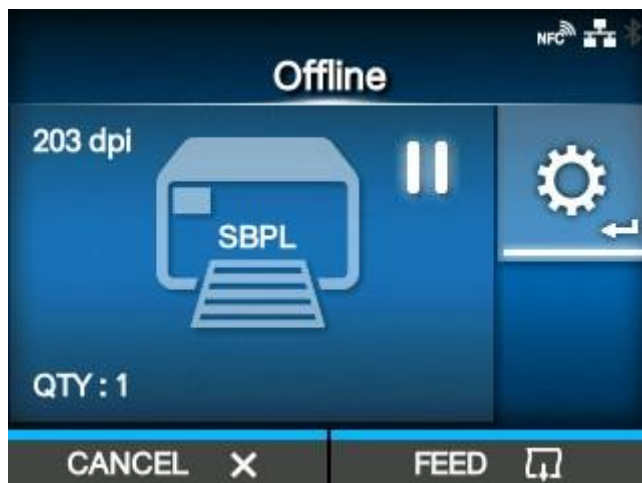 NFC
Offline
203 dpi
SBPL
QTY : 1
CANCEL FEED